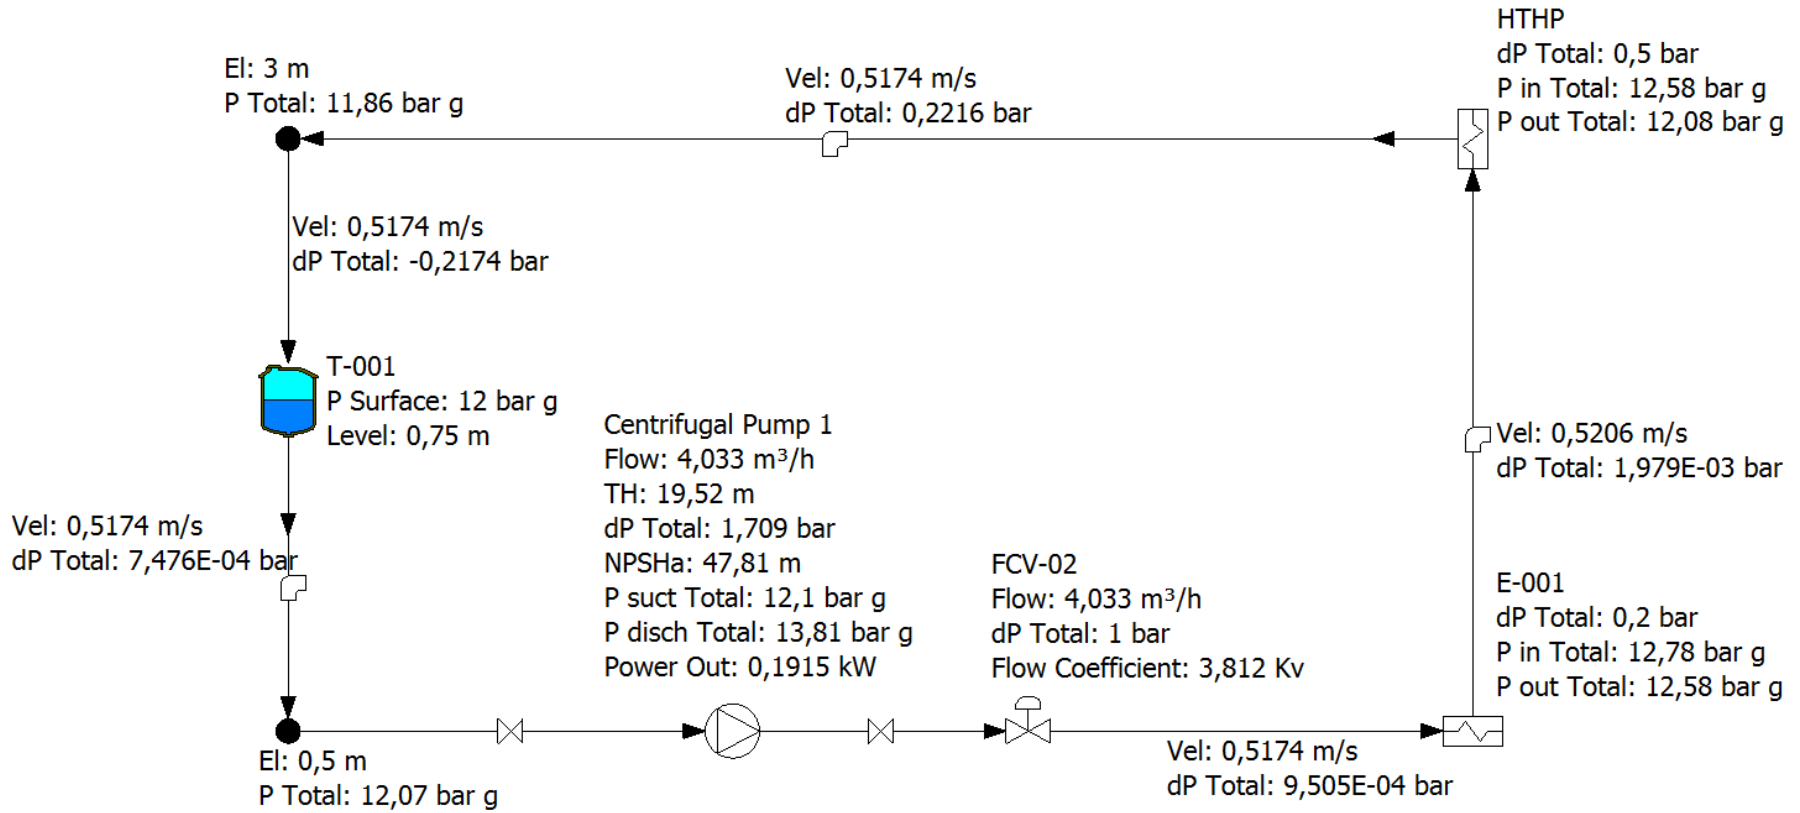 HTHP
dP Total: 0,5 bar
P in Total: 12,58 bar g
P out Total: 12,08 bar g
El: 3 m
P Total: 11,86 bar g
Vel: 0,5174 m/s
dP Total: 0,2216 bar
Vel: 0,5174 m/s
dP Total: -0,2174 bar
T-001
P Surface: 12 bar g
Level: 0,75 m
Vel: 0,5174 m/s
dP Total: 7,476E-04 bar
Centrifugal Pump 1
Flow: 4,033 m³/h
TH: 19,52 m
dP Total: 1,709 bar
NPSHa: 47,81 m
P suct Total: 12,1 bar g
P disch Total: 13,81 bar g
Power Out: 0,1915 kW
FCV-02
Flow: 4,033 m³/h
dP Total: 1 bar
Flow Coefficient: 3,812 Kv
Vel: 0,5206 m/s
dP Total: 1,979E-03 bar
E-001
dP Total: 0,2 bar
P in Total: 12,78 bar g
P out Total: 12,58 bar g
El: 0,5 m
P Total: 12,07 bar g
Vel: 0,5174 m/s
dP Total: 9,505E-04 bar